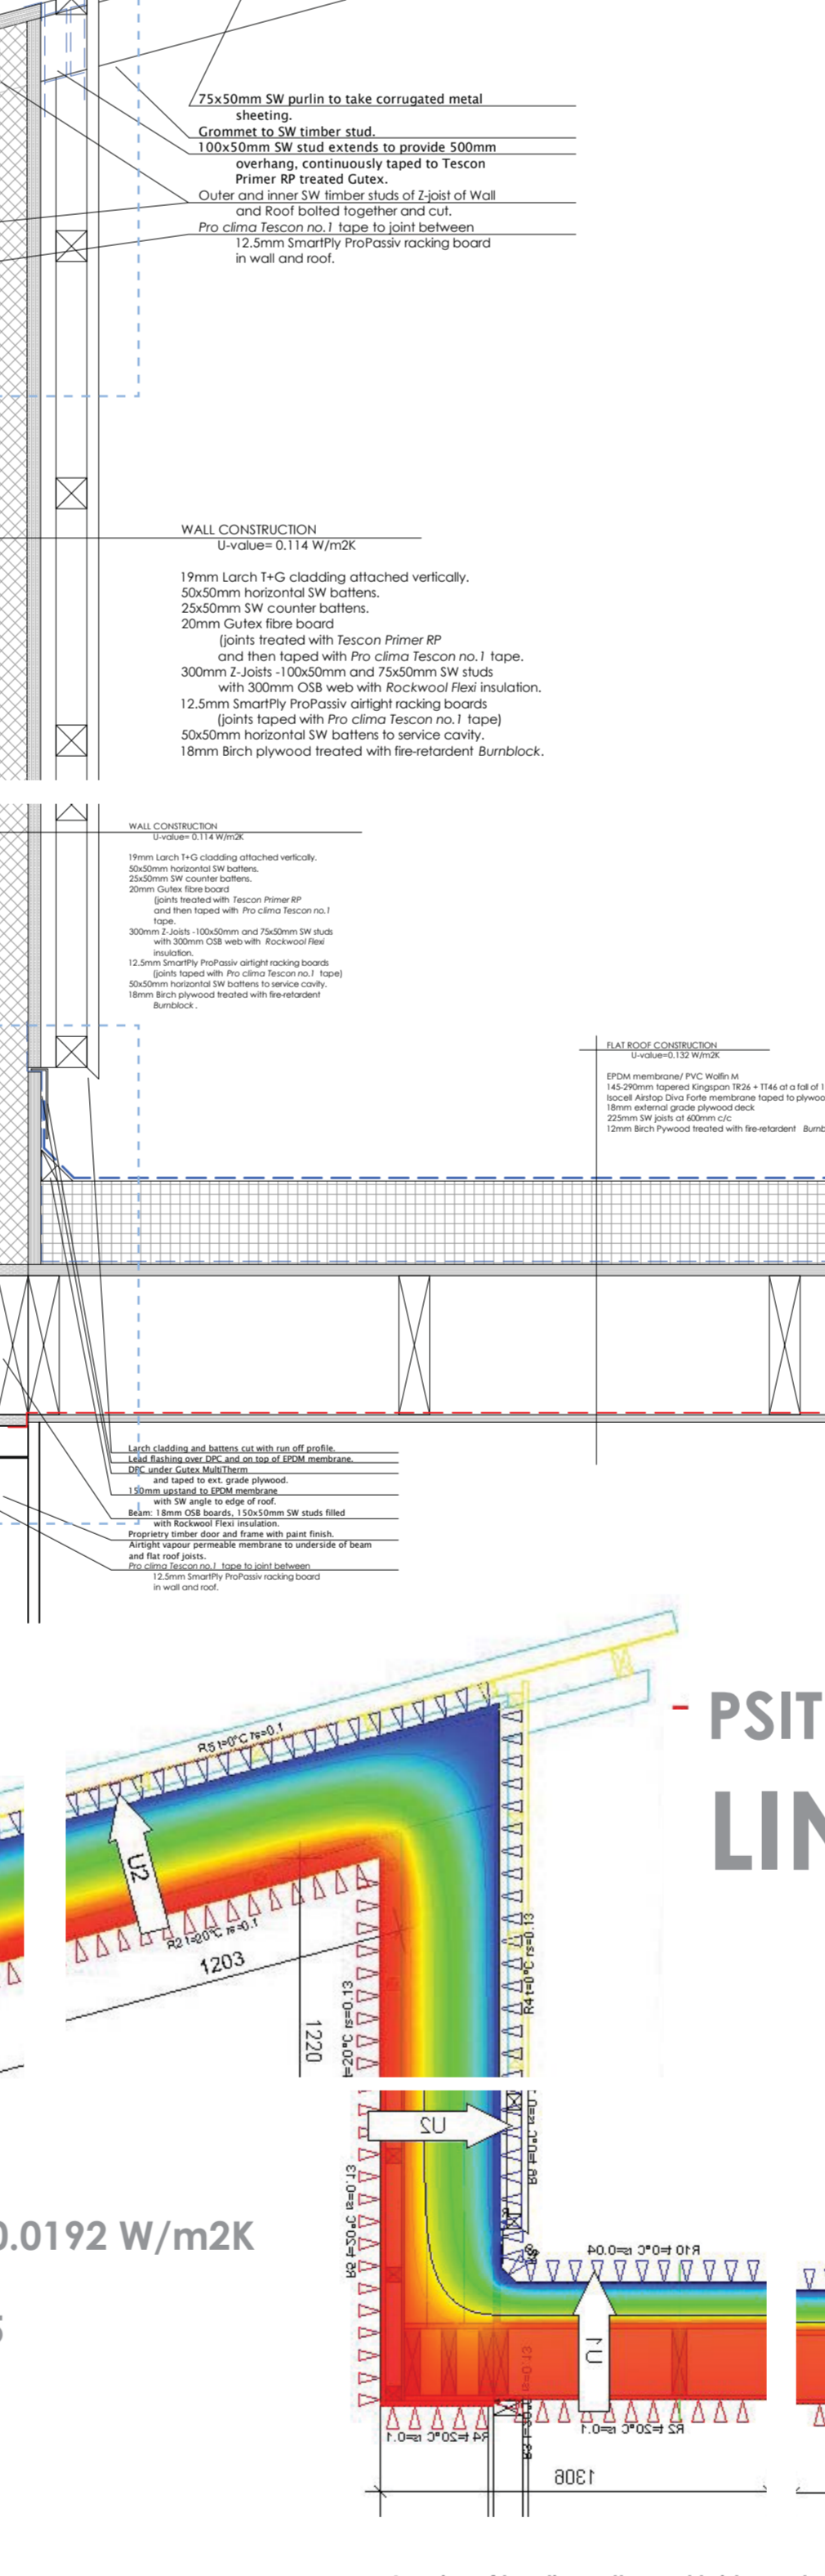 75x50mm SW purlin to take corrugated metal
sheeting.
Grommet to SW timber stud.
100x50mm SW stud extends to provide 500mm
overhang, continuously taped to Tescon
Primer RP treated Gutex.
Outer and inner SW timber studs of Z-joist of Wall
and Roof bolted together and cut.
Pro clima Tescon no.1 tape to joint between
12.5mm SmartPly ProPassiv racking board
in wall and roof.
WALL CONSTRUCTION
U-value= 0.114 W/m2K
19mm Larch T+G cladding attached vertically.
50x50mm horizontal SW battens.
25x50mm SW counter battens.
20mm Gutex fibre board
(joints treated with Tescon Primer RP
and then taped with Pro clima Tescon no.1 tape.
300mm Z-Joists -100x50mm and 75x50mm SW studs
with 300mm OSB web with Rockwool Flexi insulation.
12.5mm SmartPly ProPassiv airtight racking boards
(joints taped with Pro clima Tescon no.1 tape)
50x50mm horizontal SW battens to service cavity.
18mm Birch plywood treated with fire-retardent Burnblock.
WALL CONSTRUCTION
U-value= 0.114 W/m2K
19mm Larch T+G cladding attached vertically.
50x50mm horizontal SW battens.
25x50mm SW counter battens.
20mm Gutex fibre board
(joints treated with Tescon Primer RP
and then taped with Pro clima Tescon no.1
tape.
300mm Z-Joists -100x50mm and 75x50mm SW studs
with 300mm OSB web with Rockwool Flexi
insulation.
12.5mm SmartPly ProPassiv airtight racking boards
(joints taped with Pro clima Tescon no.1 tape)
50x50mm horizontal SW battens to service cavity.
18mm Birch plywood treated with fire-retardent
Burnblock.
FLAT ROOF CONSTRUCTION
U-value=0.132 W/m2K
EPDM membrane/ PVC Wolfin M
145-290mm tapered Kingspan TR26 + TT46 at a fall of 1
Isocell Airstop Diva Forte membrane taped to plywoo
18mm external grade plywood deck
225mm SW joists at 600mm c/c
12mm Birch Pywood treated with fire-retardent Burnb
Larch cladding and battens cut with run off profile.
Lead flashing over DPC and on top of EPDM membrane.
DPC under Gutex MultiTherm
and taped to ext. grade plywood.
150mm upstand to EPDM membrane
with SW angle to edge of roof.
Beam: 18mm OSB boards, 150x50mm SW studs filled
with Rockwool Flexi insulation.
Proprietry timber door and frame with paint finish.
Airtight vapour permeable membrane to underside of beam
and flat roof joists.
Pro clima Tescon no.1 tape to joint between
12.5mm SmartPly ProPassiv racking board
in wall and roof.
R5 t=0°C rs=0.1
- PSIT
LIN
U2
R2 t=20°C rs=0.1
1203
R4 t=0°C rs=0.13
1220
t=20°C rs=0.13
U2
R6 t=20°C rs=0.13
0.0192 W/m2K
R10 t=0°C rs=0.04
U1
R4 t=20°C rs=0.1
R2 t=20°C rs=0.1
1306